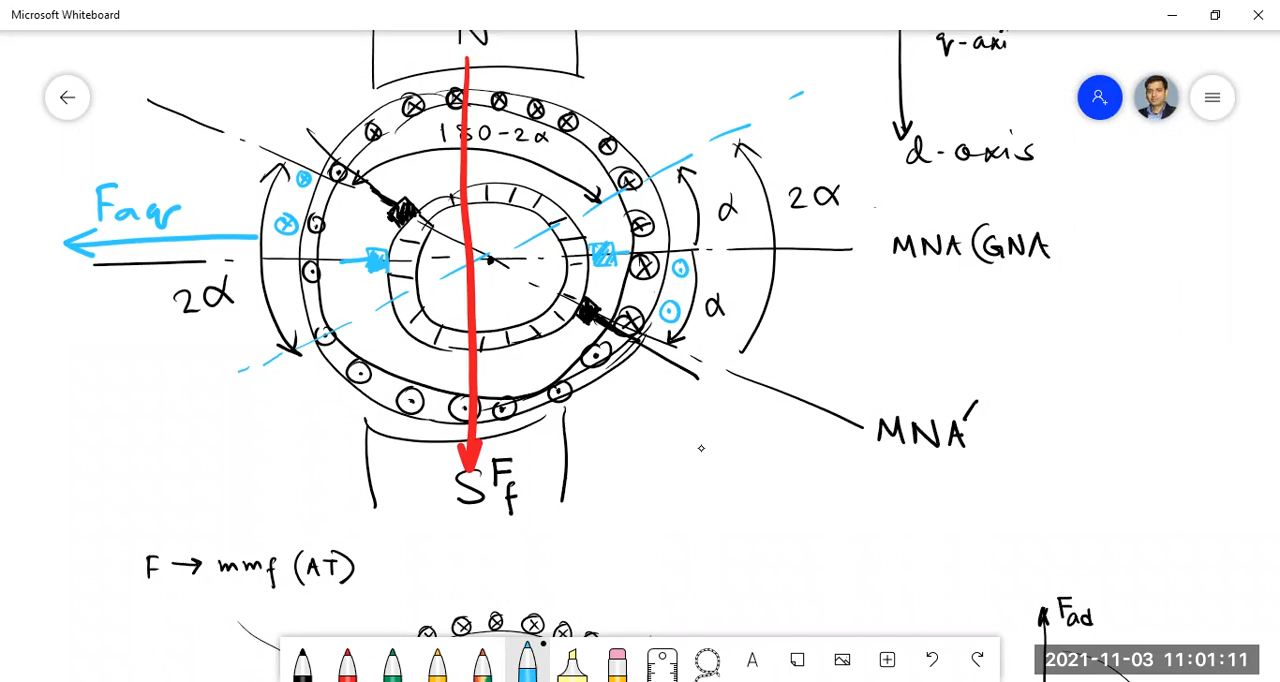 Microsoft Whiteboard
N
q-axi
180-2α
d-axis
Faq
α
2α
MNA(GNA
2α
α
MNA′
S
Ff
F → mmf (AT)
Fad
A
2021-11-03 11:01:11